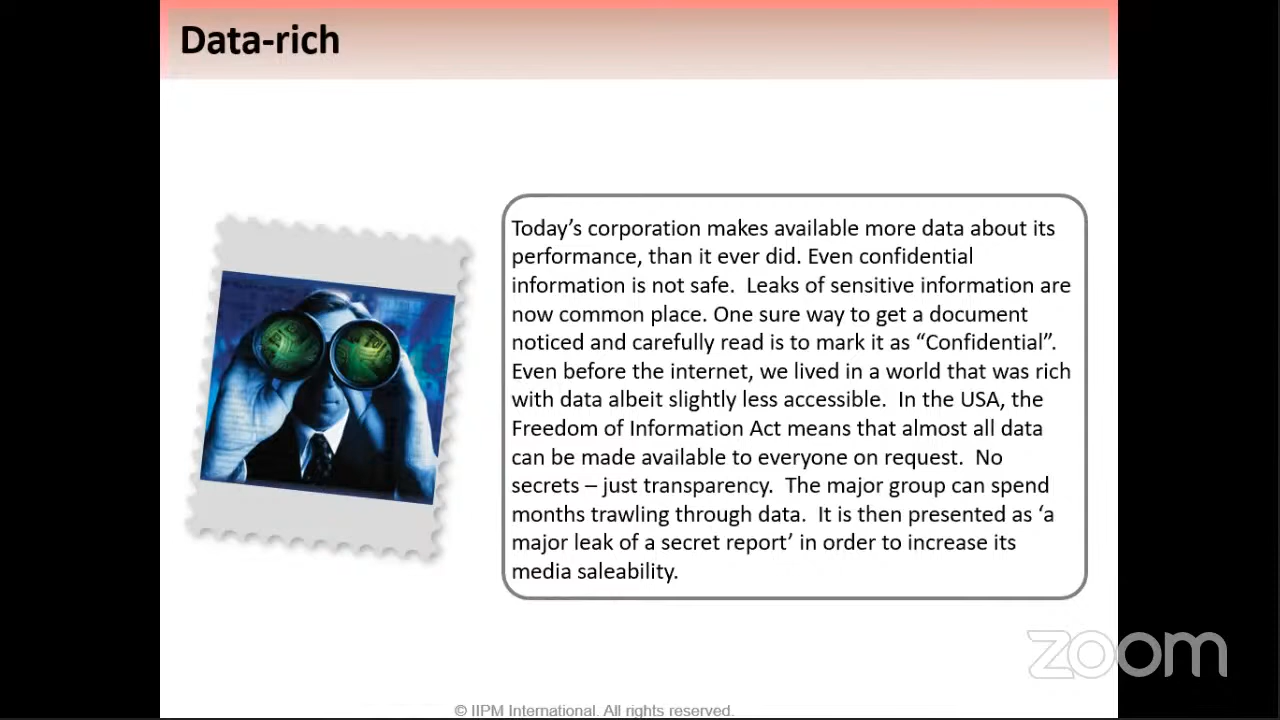 Data-rich
Today’s corporation makes available more data about its
performance, than it ever did. Even confidential
information is not safe.  Leaks of sensitive information are
now common place. One sure way to get a document
noticed and carefully read is to mark it as “Confidential”.
Even before the internet, we lived in a world that was rich
with data albeit slightly less accessible.  In the USA, the
Freedom of Information Act means that almost all data
can be made available to everyone on request.  No
secrets – just transparency.  The major group can spend
months trawling through data.  It is then presented as ‘a
major leak of a secret report’ in order to increase its
media saleability.
zoom
© IIPM International. All rights reserved.